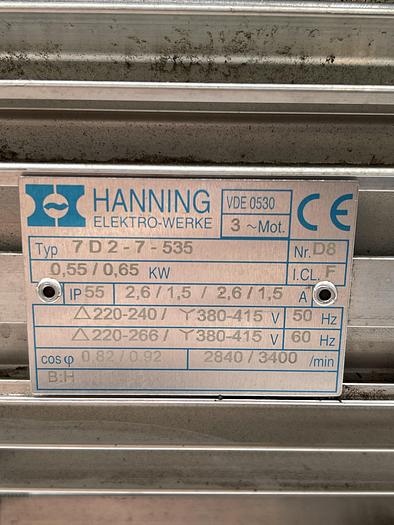 HANNING
ELEKTRO-WERKE
VDE 0530
3 ~Mot.
CE
Typ 7 D 2 - 7 - 535 Nr. D8
0,55 / 0,65 KW I.CL. F
IP 55 2,6 / 1,5 / 2,6 / 1,5 A
△ 220-240 / Y 380-415 V 50 Hz
△ 220-266 / Y 380-415 V 60 Hz
cos φ 0,82 / 0.92 2840 / 3400 /min
B:H